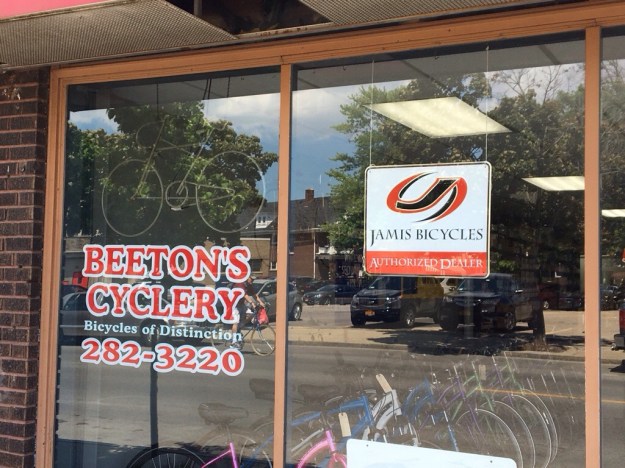 BEETON'S
CYCLERY
Bicycles of Distinction
282-3220
JAMIS BICYCLES
AUTHORIZED DEALER